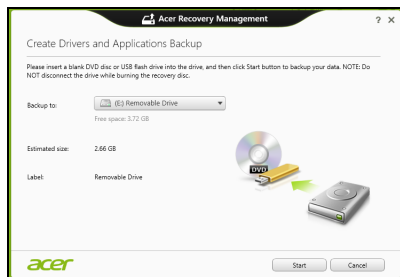 Acer Recovery Management
? X
Create Drivers and Applications Backup
Please insert a blank DVD disc or USB flash drive into the drive, and then click Start button to backup your data. NOTE: Do
NOT disconnect the drive while burning the recovery disc.
Backup to: (E:) Removable Drive
Free space: 3.72 GB
Estimated size: 2.66 GB
DVD
Label: Removable Drive
acer Start Cancel